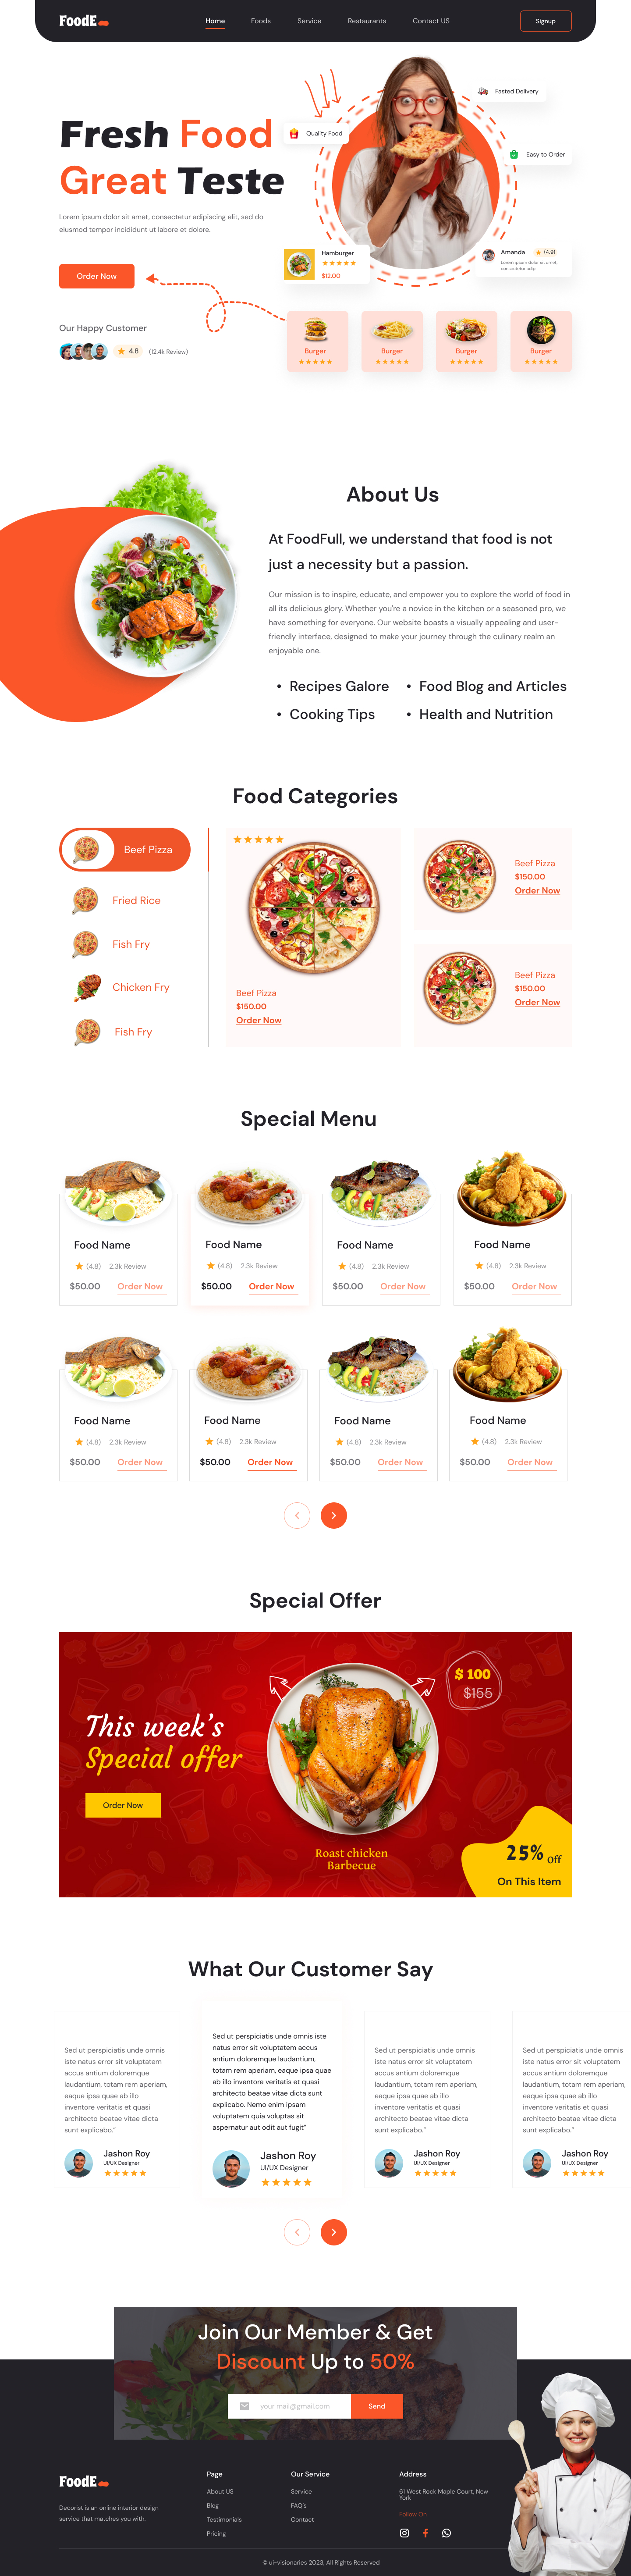 FoodE
Home
Foods
Service
Restaurants
Contact US
Signup
Fasted Delivery
Quality Food
Easy to Order
Fresh Food
Great Teste
Lorem ipsum dolor sit amet, consectetur adipiscing elit, sed do
eiusmod tempor incididunt ut labore et dolore.
Hamburger
$12.00
Amanda
(4.9)
Lorem ipsum dolor sit amet,
consectetur adip
Order Now
Our Happy Customer
4.8
(12.4k Review)
Burger
Burger
Burger
Burger
About Us
At FoodFull, we understand that food is not
just a necessity but a passion.
Our mission is to inspire, educate, and empower you to explore the world of food in
all its delicious glory. Whether you're a novice in the kitchen or a seasoned pro, we
have something for everyone. Our website boasts a visually appealing and user-
friendly interface, designed to make your journey through the culinary realm an
enjoyable one.
• Recipes Galore
• Food Blog and Articles
• Cooking Tips
• Health and Nutrition
Food Categories
Beef Pizza
Fried Rice
Fish Fry
Chicken Fry
Fish Fry
Beef Pizza
$150.00
Order Now
Beef Pizza
$150.00
Order Now
Beef Pizza
$150.00
Order Now
Special Menu
Food Name
(4.8) 2.3k Review
$50.00 Order Now
Food Name
(4.8) 2.3k Review
$50.00 Order Now
Food Name
(4.8) 2.3k Review
$50.00 Order Now
Food Name
(4.8) 2.3k Review
$50.00 Order Now
Food Name
(4.8) 2.3k Review
$50.00 Order Now
Food Name
(4.8) 2.3k Review
$50.00 Order Now
Food Name
(4.8) 2.3k Review
$50.00 Order Now
Food Name
(4.8) 2.3k Review
$50.00 Order Now
Special Offer
This week's
Special offer
Order Now
$ 100
$155
Roast chicken
Barbecue
25% Off
On This Item
What Our Customer Say
Sed ut perspiciatis unde omnis
iste natus error sit voluptatem
accus antium doloremque
laudantium, totam rem aperiam,
eaque ipsa quae ab illo
inventore veritatis et quasi
architecto beatae vitae dicta
sunt explicabo."
Jashon Roy
UI/UX Designer
Sed ut perspiciatis unde omnis iste
natus error sit voluptatem accus
antium doloremque laudantium,
totam rem aperiam, eaque ipsa quae
ab illo inventore veritatis et quasi
architecto beatae vitae dicta sunt
explicabo. Nemo enim ipsam
voluptatem quia voluptas sit
aspernatur aut odit aut fugit"
Jashon Roy
UI/UX Designer
Sed ut perspiciatis unde omnis
iste natus error sit voluptatem
accus antium doloremque
laudantium, totam rem aperiam,
eaque ipsa quae ab illo
inventore veritatis et quasi
architecto beatae vitae dicta
sunt explicabo."
Jashon Roy
UI/UX Designer
Sed ut perspiciatis unde omnis
iste natus error sit voluptatem
accus antium doloremque
laudantium, totam rem aperiam,
eaque ipsa quae ab illo
inventore veritatis et quasi
architecto beatae vitae dicta
sunt explicabo."
Jashon Roy
UI/UX Designer
Join Our Member & Get
Discount Up to 50%
your mail@gmail.com
Send
FoodE
Decorist is an online interior design
service that matches you with.
Page
About US
Blog
Testimonials
Pricing
Our Service
Service
FAQ's
Contact
Address
61 West Rock Maple Court, New
York
Follow On
© ui-visionaries 2023, All Rights Reserved